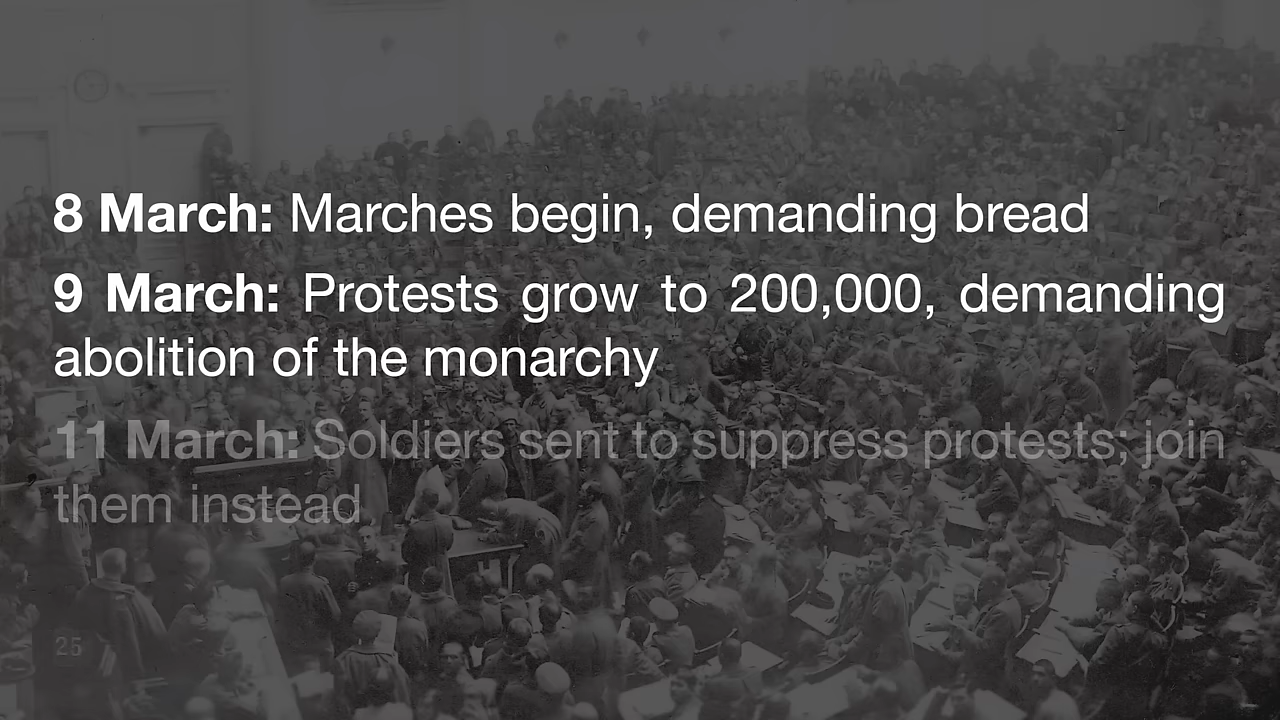 8 March: Marches begin, demanding bread
9 March: Protests grow to 200,000, demanding
abolition of the monarchy
11 March: Soldiers sent to suppress protests; join
them instead
25